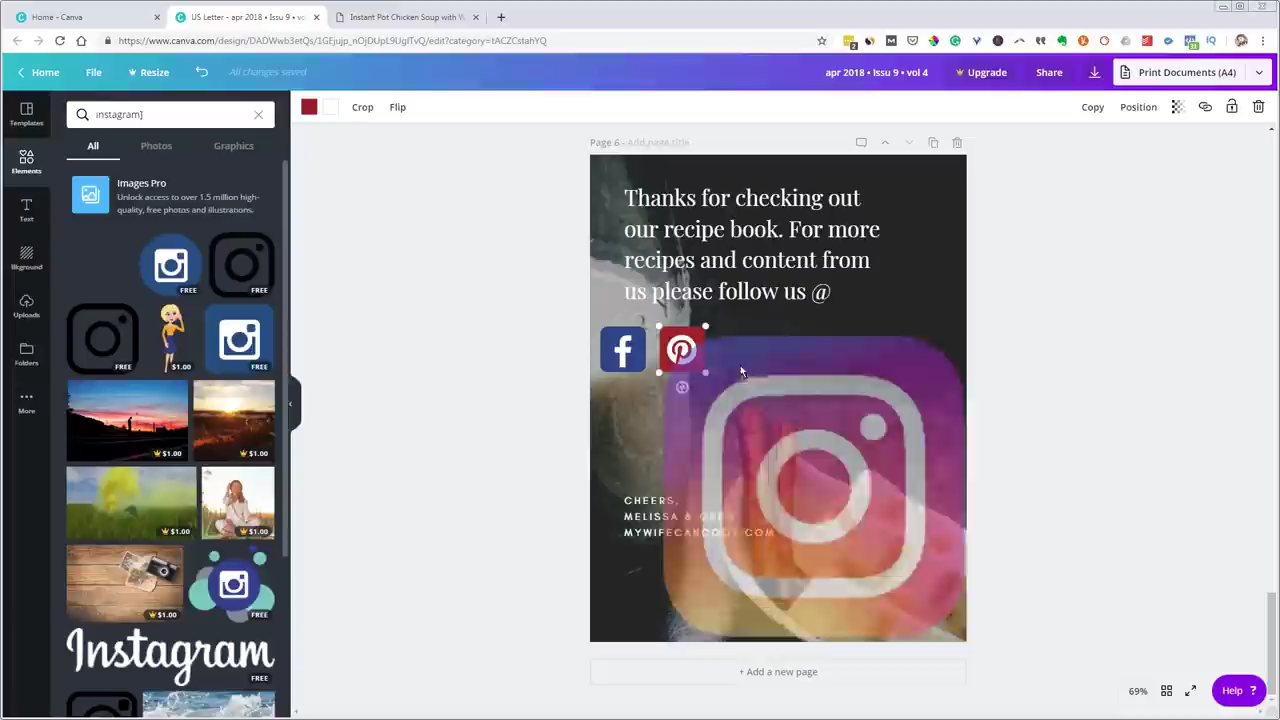 Home - Canva
US Letter - apr 2018 • Issu 9 • vo
Instant Pot Chicken Soup with W
https://www.canva.com/design/DADWwb3etQs/1GEjujp_nOjDUpL9UgITvQ/edit?category=tACZCstahYQ
Home
File
Resize
All changes saved
apr 2018 • Issu 9 • vol 4
Upgrade
Share
Print Documents (A4)
Templates
Elements
Text
Bkground
Uploads
Folders
More
instagram]
All
Photos
Graphics
Images Pro
Unlock access to over 1.5 million high-
quality, free photos and illustrations.
FREE
FREE
FREE
$1.00
FREE
$1.00
$1.00
$1.00
$1.00
$1.00
FREE
Instagram
FREE
Crop
Flip
Copy
Position
Page 6 - Add page title
Thanks for checking out
our recipe book. For more
recipes and content from
us please follow us @
CHEERS,
MELISSA &
MYWIFECANCOOK.COM
+ Add a new page
69%
Help ?